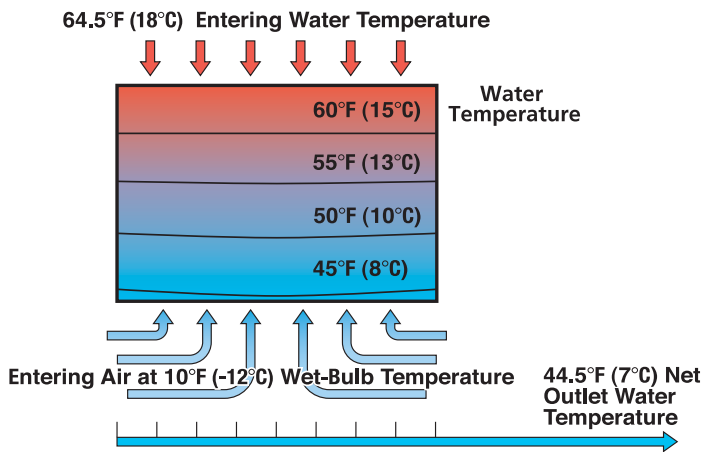 64.5°F (18°C) Entering Water Temperature
60°F (15°C)
Water
Temperature
55°F (13°C)
50°F (10°C)
45°F (8°C)
Entering Air at 10°F (-12°C) Wet-Bulb Temperature
44.5°F (7°C) Net
Outlet Water
Temperature